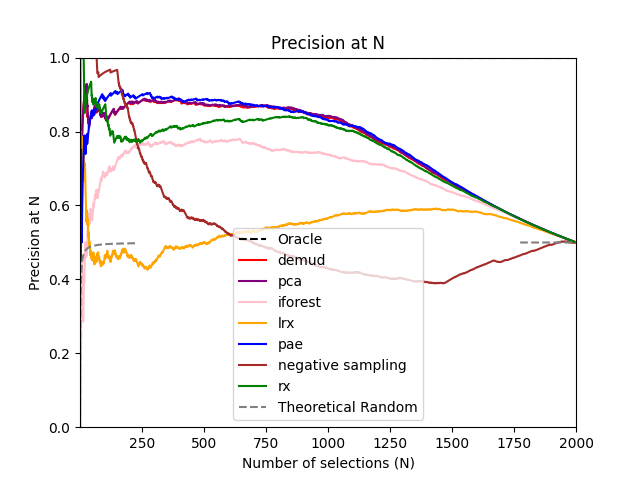 Precision at N
1.0
0.8
0.6
0.4
0.2
0.0
Precision at N
Oracle
demud
pca
iforest
lrx
pae
negative sampling
rx
Theoretical Random
250 500 750 1000 1250 1500 1750 2000
Number of selections (N)